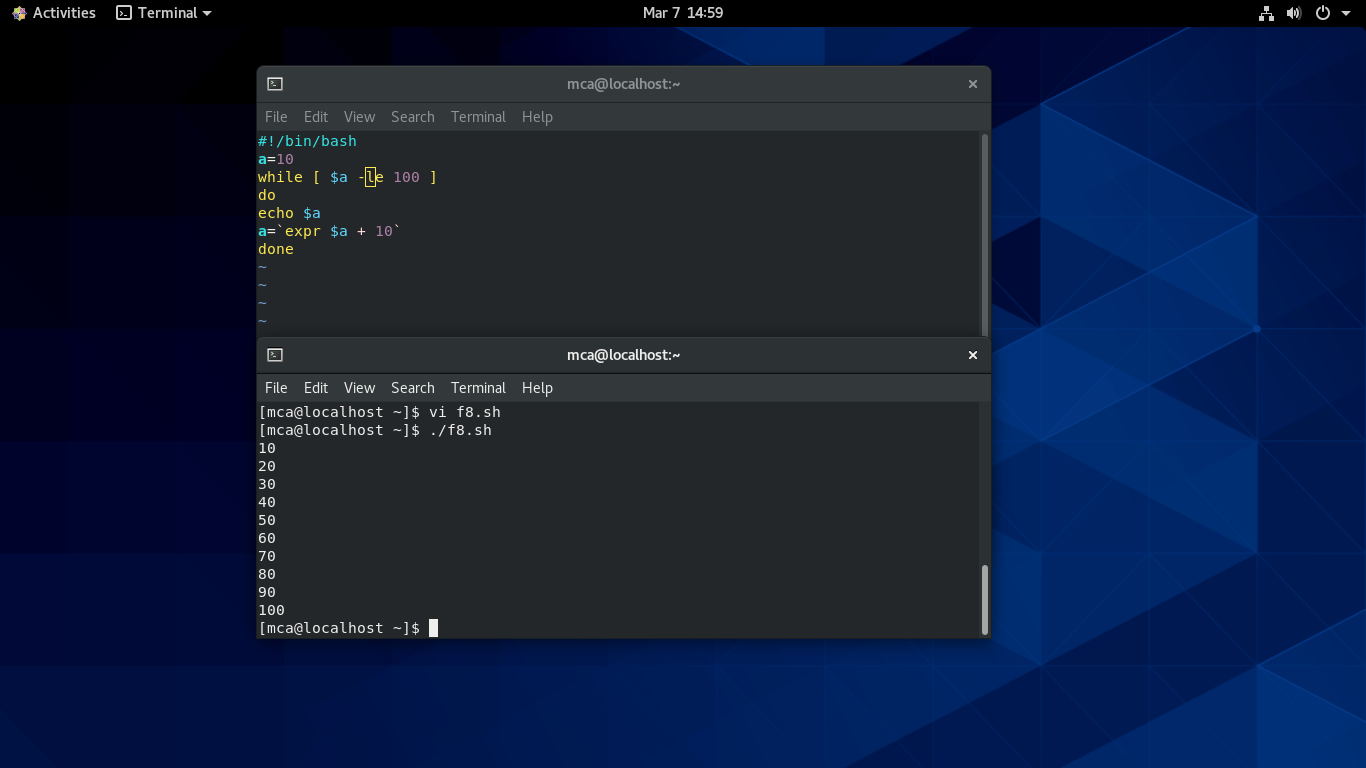 Activities Terminal Mar 7 14:59
mca@localhost:~
File Edit View Search Terminal Help
#!/bin/bash
a=10
while [ $a -le 100 ]
do
echo $a
a=`expr $a + 10`
done
~
~
~
~
mca@localhost:~
File Edit View Search Terminal Help
[mca@localhost ~]$ vi f8.sh
[mca@localhost ~]$ ./f8.sh
10
20
30
40
50
60
70
80
90
100
[mca@localhost ~]$